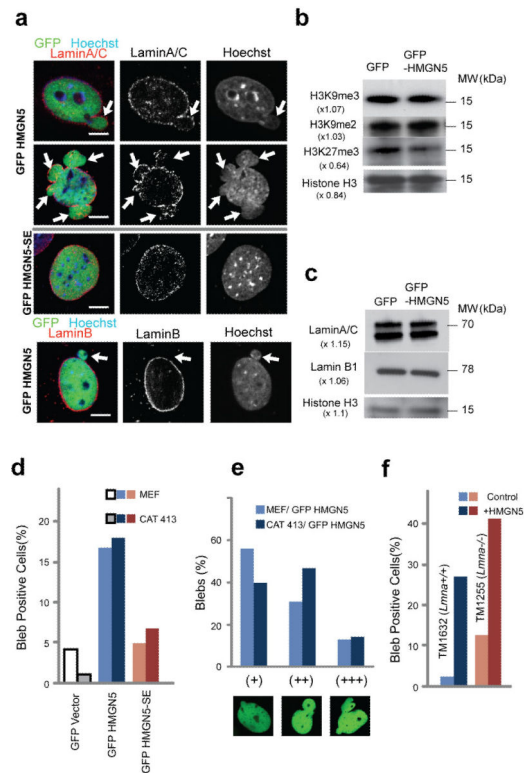 a
GFP Hoechst
LaminA/C LaminA/C Hoechst
GFP HMGN5
GFP HMGN5-SE
LaminB LaminB Hoechst
GFP HMGN5
b
GFP GFP
-HMGN5
MW (kDa)
H3K9me3
(x1.07)
15
H3K9me2
(x1.03)
15
H3K27me3
(x 0.64)
15
Histone H3
(x 0.84)
15
c
GFP GFP
-HMGN5
MW (kDa)
LaminA/C
(x 1.15)
70
Lamin B1
(x 1.06)
78
Histone H3
(x 1.1)
15
d
MEF
CAT 413
Bleb Positive Cells(%)
20
15
10
5
0
GFP Vector
GFP HMGN5
GFP HMGN5-SE
e
MEF/ GFP HMGN5
CAT 413/ GFP HMGN5
Blebs (%)
80
60
40
20
0
(+) (++) (+++)
f
Control
+HMGN5
Bleb Positive Cells(%)
40
30
20
10
0
TM1632 (Lmna+/+)
TM1255 (Lmna-/-)